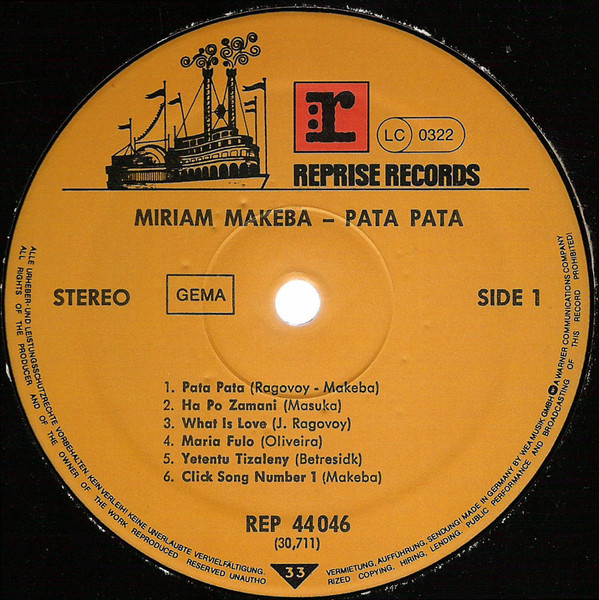 r
LC 0322
REPRISE RECORDS
MIRIAM MAKEBA – PATA PATA
STEREO
GEMA
SIDE 1
1. Pata Pata (Ragovoy - Makeba)
2. Ha Po Zamani (Masuka)
3. What Is Love (J. Ragovoy)
4. Maria Fulo (Oliveira)
5. Yetentu Tizaleny (Betresidk)
6. Click Song Number 1 (Makeba)
REP 44046
(30,711)
33
ALLE URHEBER- UND LEISTUNGSSCHUTZRECHTE VORBEHALTEN KEIN VERLEIH! KEINE UNERLAUBTE VERVIELFÄLTIGUNG, VERMIETUNG, AUFFÜHRUNG, SENDUNG! MADE IN GERMANY BY WEA MUSIK GMBH A WARNER COMMUNICATIONS COMPANY
ALL RIGHTS OF THE PRODUCER AND OF THE OWNER OF THE WORK REPRODUCED RESERVED UNAUTHORIZED COPYING, HIRING, LENDING, PUBLIC PERFORMANCE AND BROADCASTING OF THIS RECORD PROHIBITED!